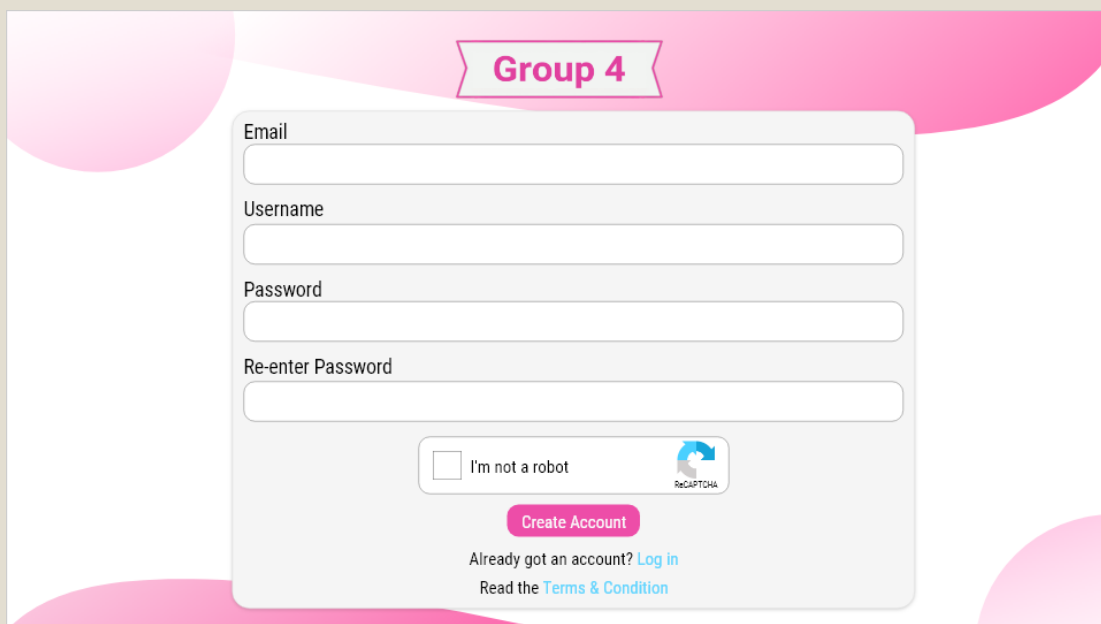 Group 4
Email
Username
Password
Re-enter Password
I'm not a robot
ReCAPTCHA
Create Account
Already got an account? Log in
Read the Terms & Condition